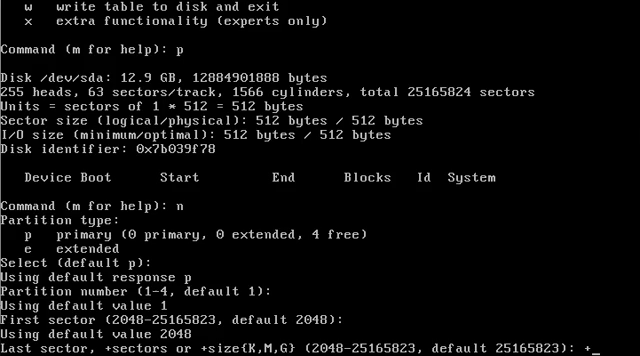 w   write table to disk and exit
x   extra functionality (experts only)
Command (m for help): p
Disk /dev/sda: 12.9 GB, 12884901888 bytes
255 heads, 63 sectors/track, 1566 cylinders, total 25165824 sectors
Units = sectors of 1 * 512 = 512 bytes
Sector size (logical/physical): 512 bytes / 512 bytes
I/O size (minimum/optimal): 512 bytes / 512 bytes
Disk identifier: 0x7b039f78
Device Boot      Start         End      Blocks   Id  System
Command (m for help): n
Partition type:
p   primary (0 primary, 0 extended, 4 free)
e   extended
Select (default p):
Using default response p
Partition number (1-4, default 1):
Using default value 1
First sector (2048-25165823, default 2048):
Using default value 2048
Last sector, +sectors or +size{K,M,G} (2048-25165823, default 25165823): +_